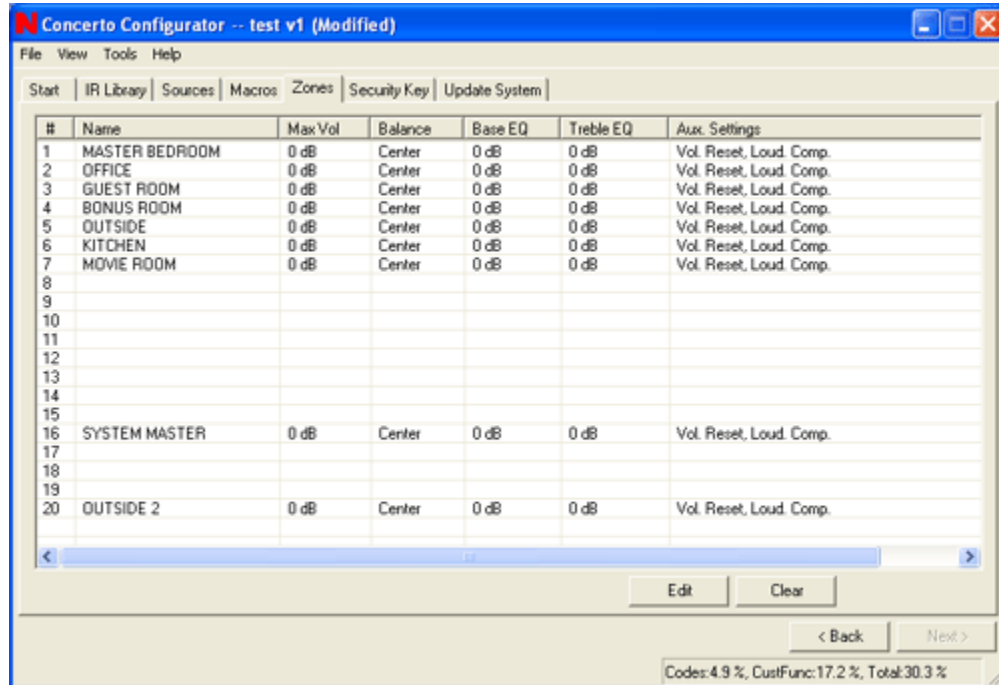 Concerto Configurator -- test v1 (Modified)
File View Tools Help
Start IR Library Sources Macros Zones Security Key Update System
# Name Max Vol Balance Base EQ Treble EQ Aux. Settings
1 MASTER BEDROOM 0 dB Center 0 dB 0 dB Vol. Reset, Loud. Comp.
2 OFFICE 0 dB Center 0 dB 0 dB Vol. Reset, Loud. Comp.
3 GUEST ROOM 0 dB Center 0 dB 0 dB Vol. Reset, Loud. Comp.
4 BONUS ROOM 0 dB Center 0 dB 0 dB Vol. Reset, Loud. Comp.
5 OUTSIDE 0 dB Center 0 dB 0 dB Vol. Reset, Loud. Comp.
6 KITCHEN 0 dB Center 0 dB 0 dB Vol. Reset, Loud. Comp.
7 MOVIE ROOM 0 dB Center 0 dB 0 dB Vol. Reset, Loud. Comp.
8
9
10
11
12
13
14
15
16 SYSTEM MASTER 0 dB Center 0 dB 0 dB Vol. Reset, Loud. Comp.
17
18
19
20 OUTSIDE 2 0 dB Center 0 dB 0 dB Vol. Reset, Loud. Comp.
Edit Clear
< Back Next >
Codes:4.9 %, CustFunc:17.2 %, Total:30.3 %